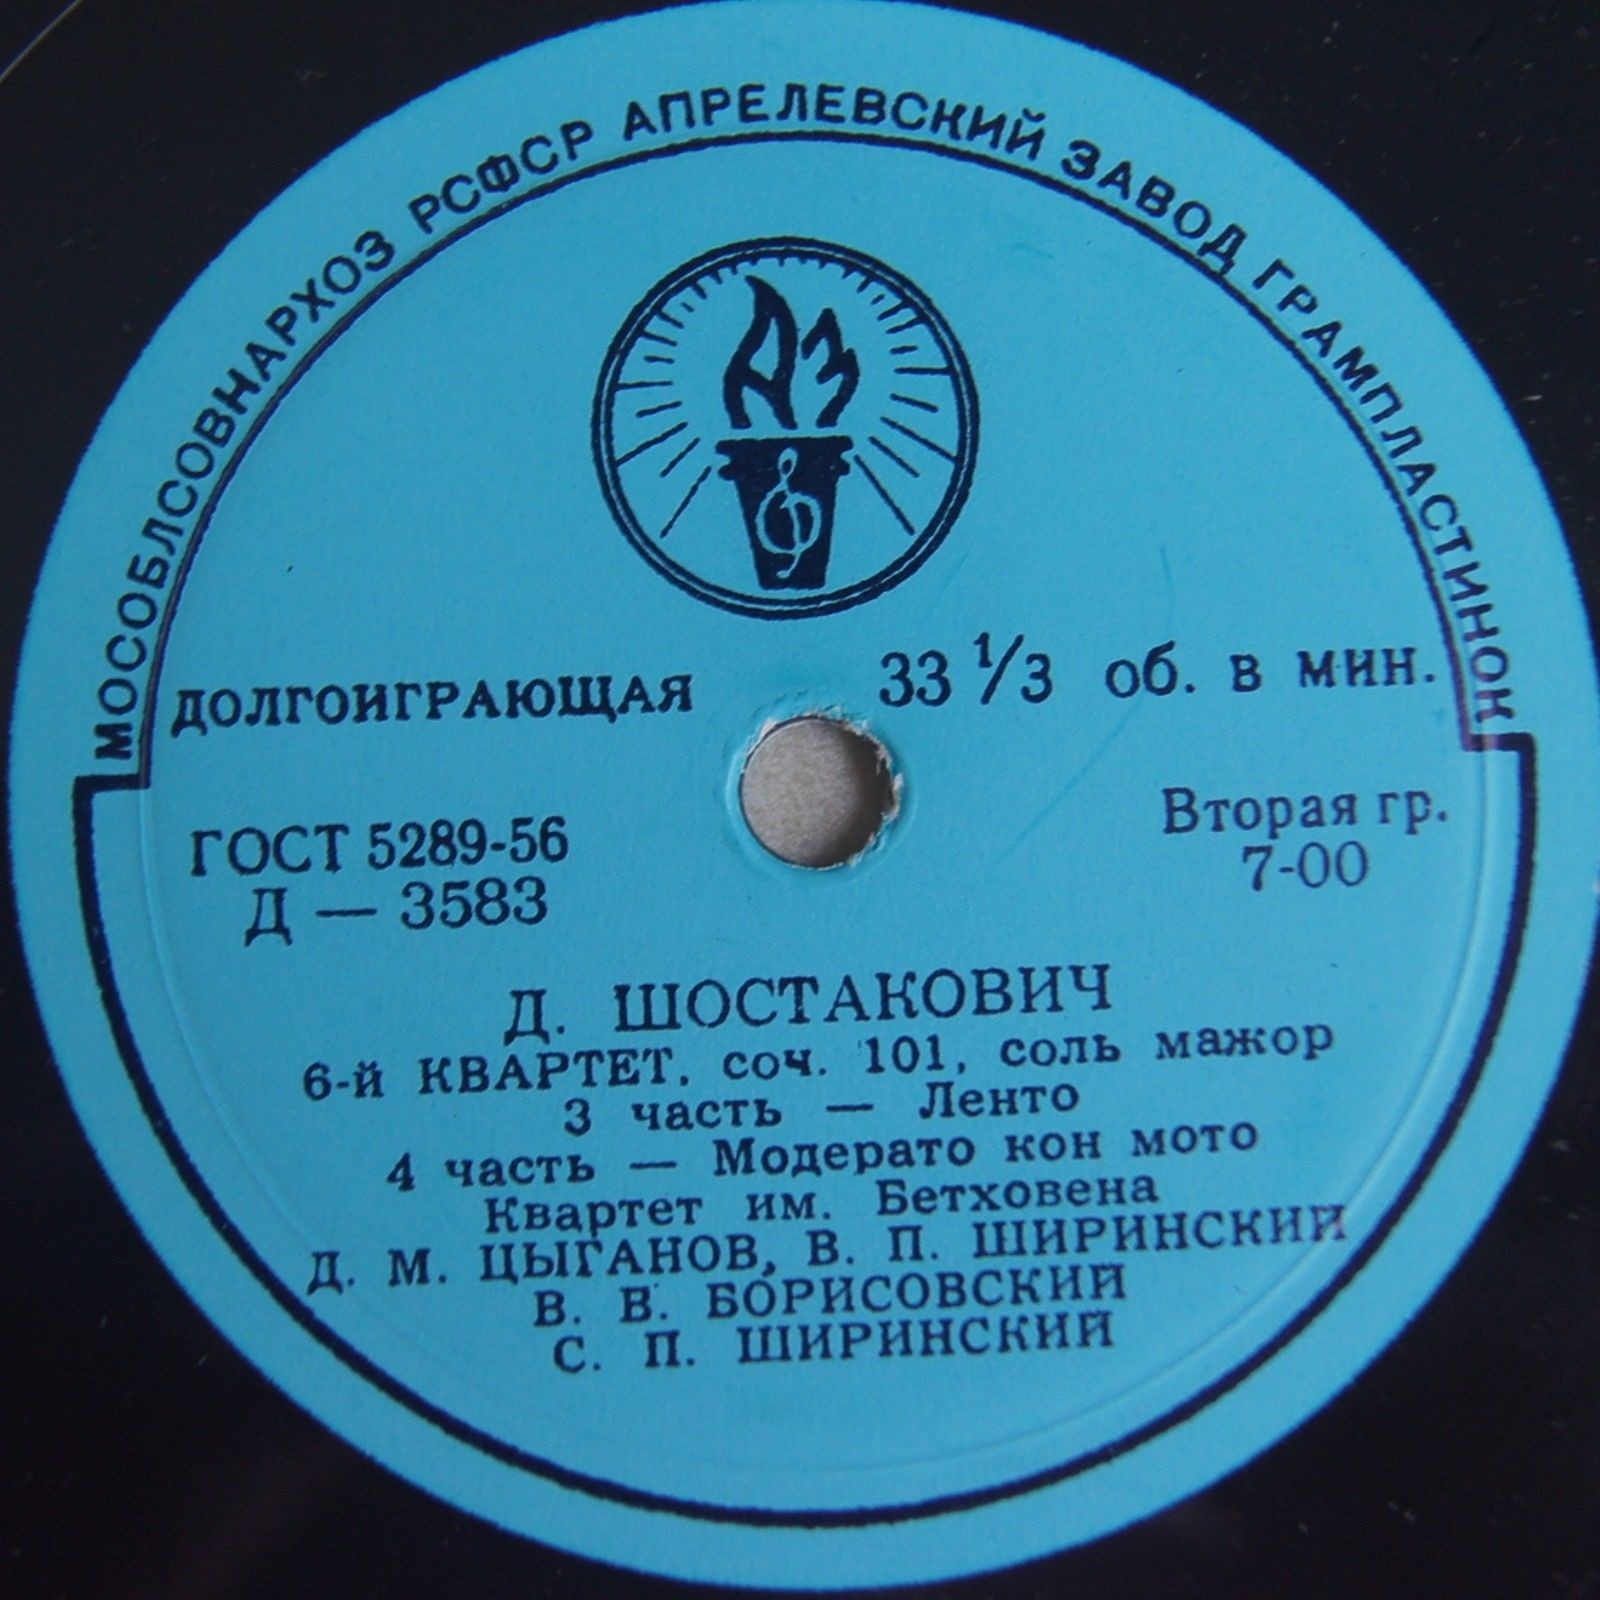 МОСОБЛСОВНАРХОЗ РСФСР АПРЕЛЕВСКИЙ ЗАВОД ГРАМПЛАСТИНОК
АЗ
ДОЛГОИГРАЮЩАЯ 33 1/3 об. в мин.
ГОСТ 5289-56
Д — 3583
Вторая гр.
7-00
Д. ШОСТАКОВИЧ
6-й КВАРТЕТ, соч. 101, соль мажор
3 часть — Ленто
4 часть — Модерато кон мото
Квартет им. Бетховена
Д. М. ЦЫГАНОВ, В. П. ШИРИНСКИЙ
В. В. БОРИСОВСКИЙ
С. П. ШИРИНСКИЙ